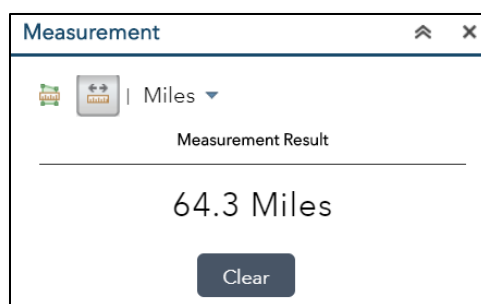 Measurement
| Miles
Measurement Result
64.3 Miles
Clear